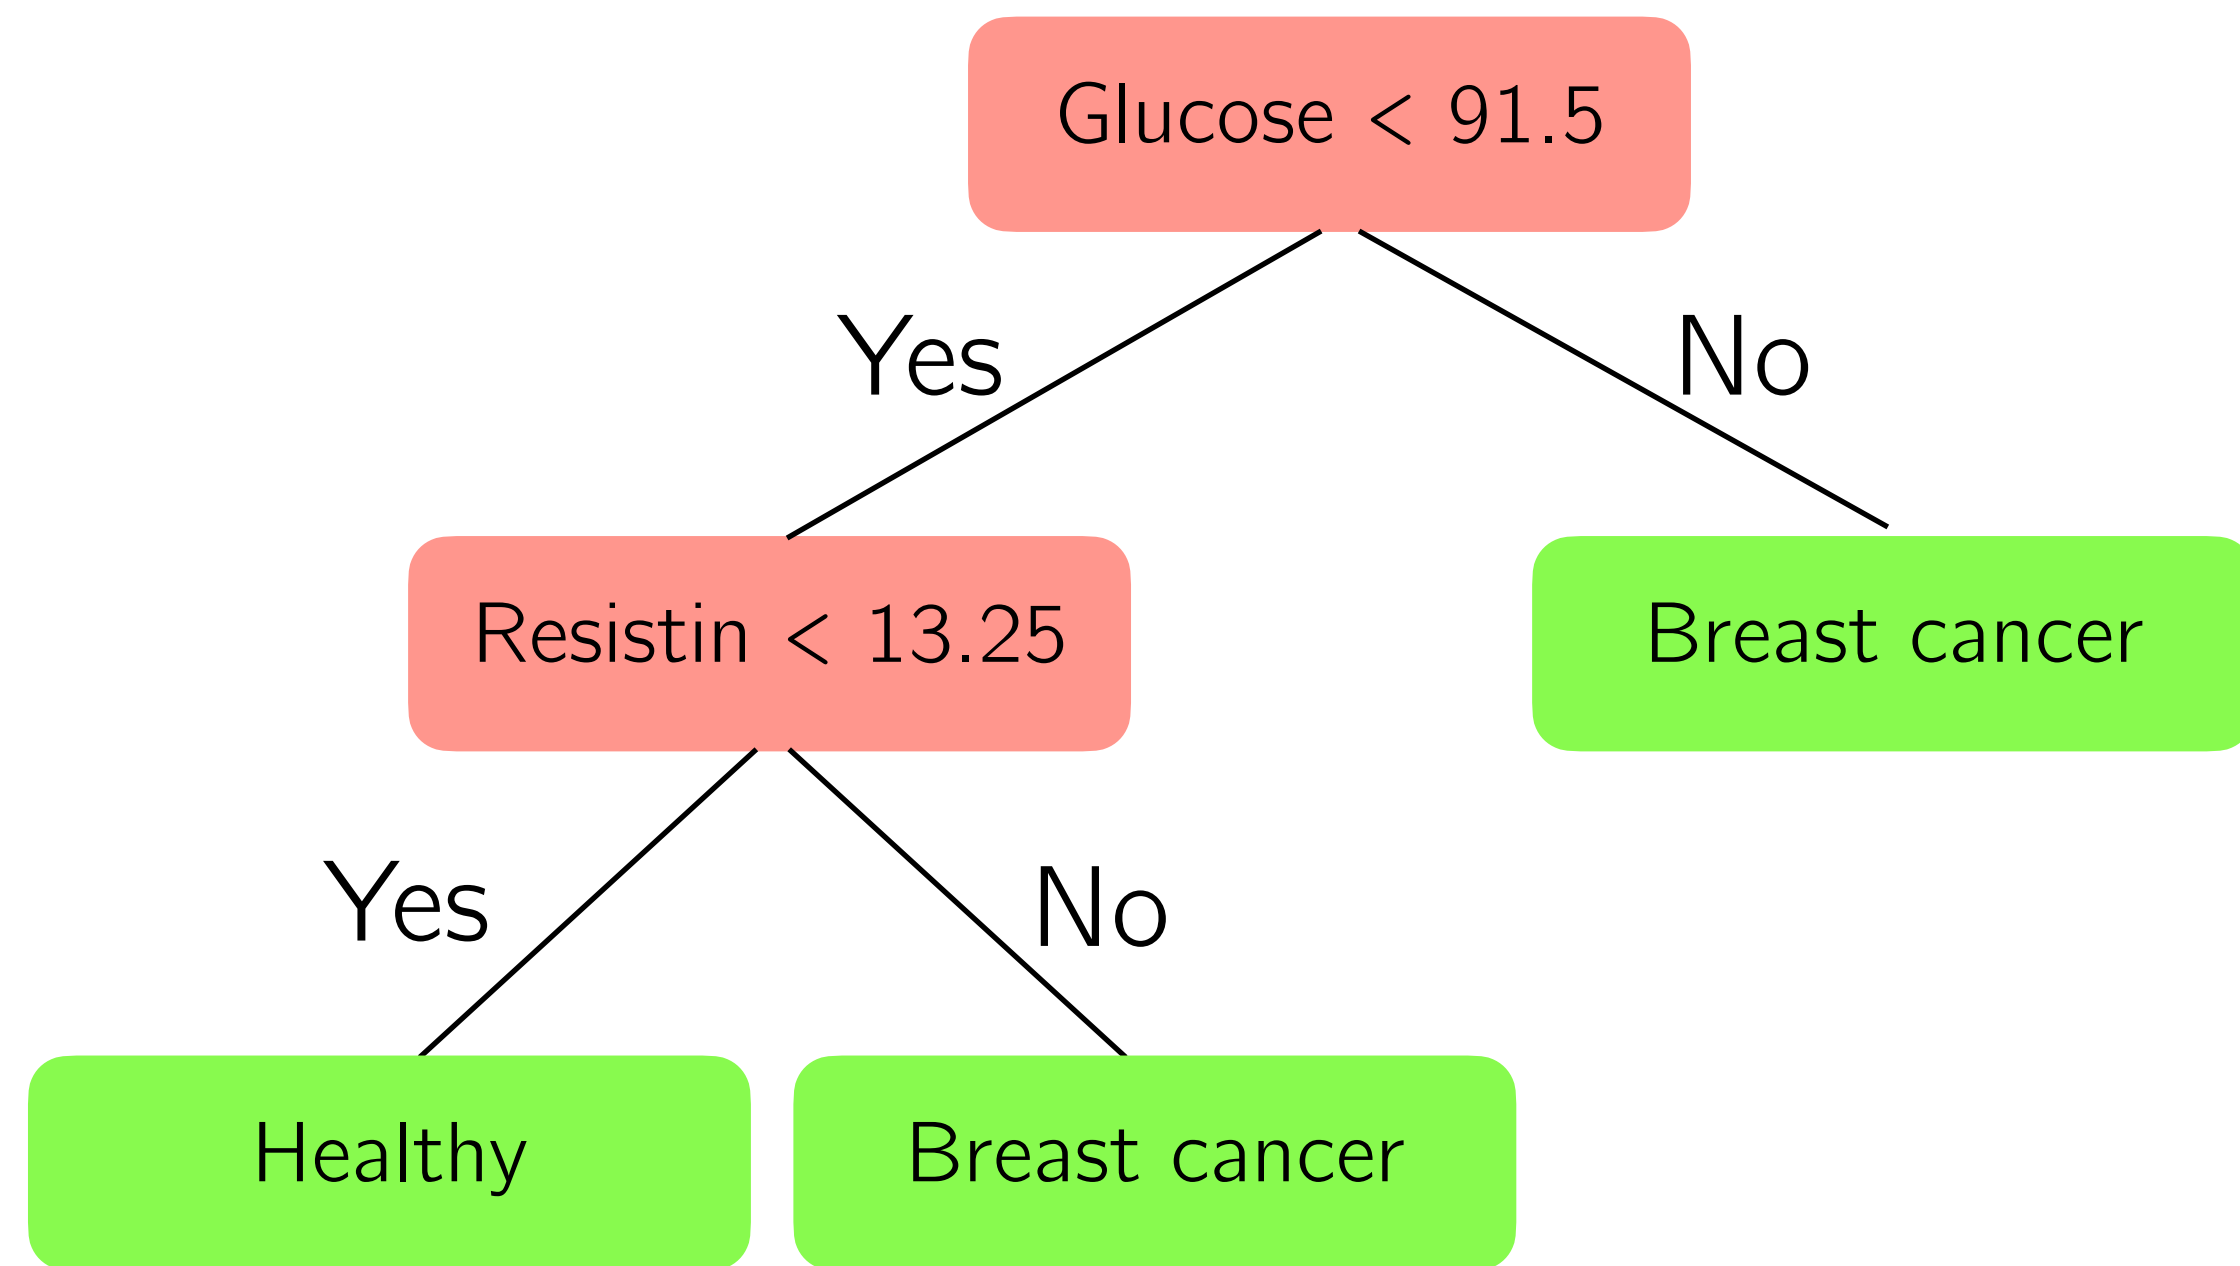 Glucose < 91.5
Yes
No
Resistin < 13.25
Breast cancer
Yes
No
Healthy
Breast cancer